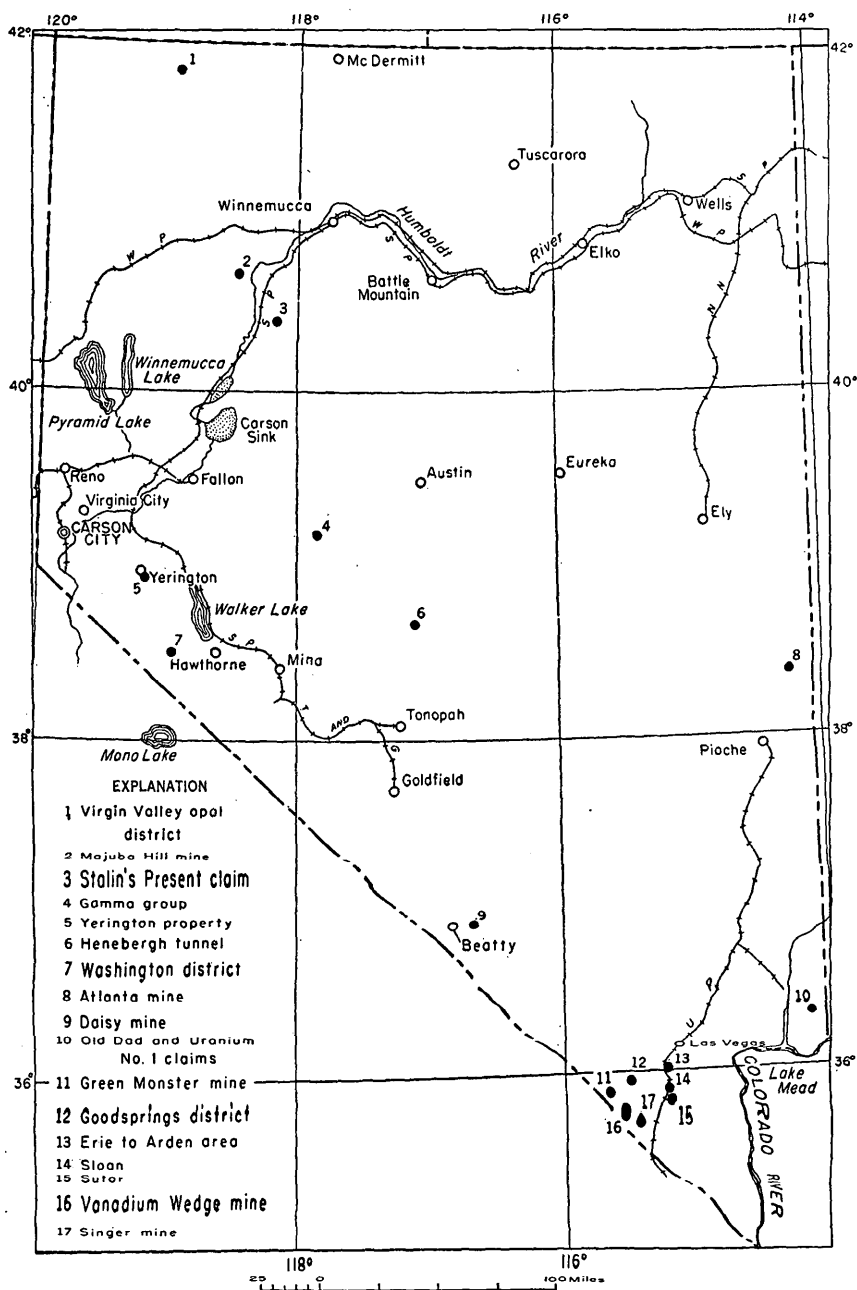 120°
118°
116°
114°
42°
42°
1
Mc Dermitt
Tuscarora
Winnemucca
Humboldt
River
Wells
S P
W P
W P
S P
Elko
2
Battle
Mountain
3
S P
N N
Winnemucca
Lake
40°
40°
Pyramid Lake
Carson
Sink
Reno
Fallon
Austin
Eureka
Virginia City
CARSON
CITY
4
Ely
5
Yerington
Walker Lake
6
7
Hawthorne
S P
Mina
8
T AND G
Tonopah
38°
38°
Mono Lake
Goldfield
Pioche
EXPLANATION
1 Virgin Valley opal
district
2 Majuba Hill mine
3 Stalin's Present claim
4 Gamma group
5 Yerington property
6 Henebergh tunnel
7 Washington district
8 Atlanta mine
9 Daisy mine
10 Old Dad and Uranium
No. 1 claims
11 Green Monster mine
12 Goodsprings district
13 Erie to Arden area
14 Sloan
15 Sutor
16 Vanadium Wedge mine
17 Singer mine
9
Beatty
U P
10
Las Vegas
36°
36°
Lake
Mead
11
12
13
14
15
16
17
COLORADO
RIVER
118°
116°
25
0
100 Miles